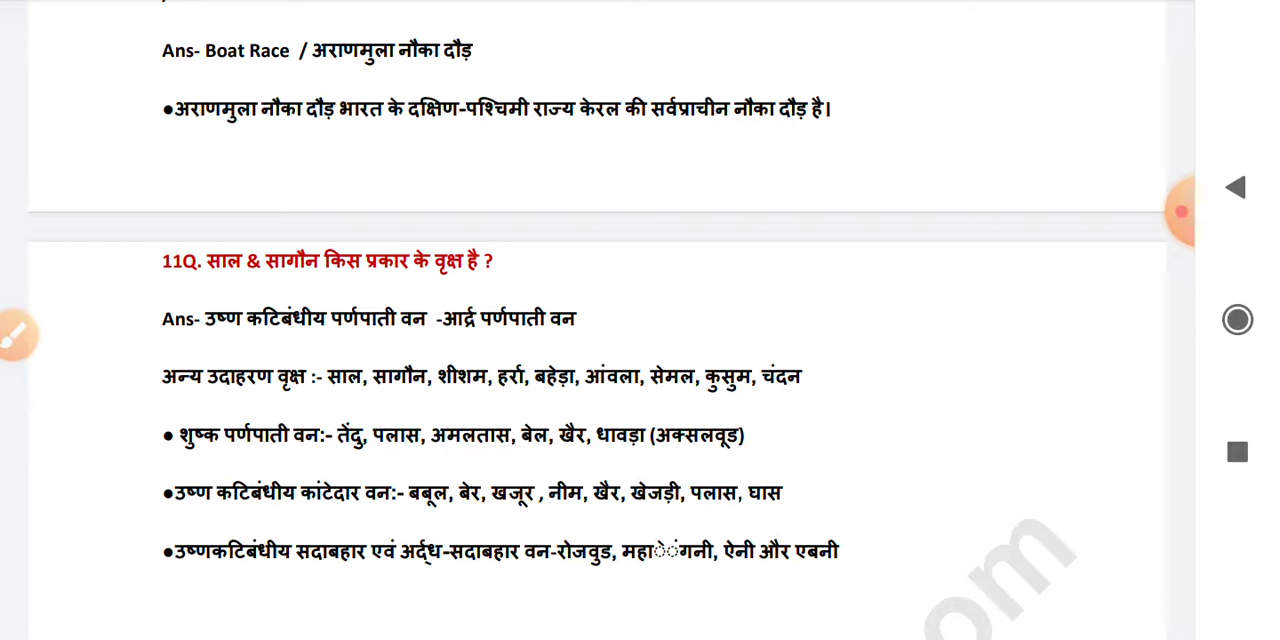 Ans- Boat Race / अराणमुला नौका दौड़
●अराणमुला नौका दौड़ भारत के दक्षिण-पश्चिमी राज्य केरल की सर्वप्राचीन नौका दौड़ है।
11Q. साल & सागौन किस प्रकार के वृक्ष है ?
Ans- उष्ण कटिबंधीय पर्णपाती वन -आर्द्र पर्णपाती वन
अन्य उदाहरण वृक्ष :- साल, सागौन, शीशम, हर्रा, बहेड़ा, आंवला, सेमल, कुसुम, चंदन
● शुष्क पर्णपाती वन:- तेंदु, पलास, अमलतास, बेल, खैर, धावड़ा (अक्सलवूड)
●उष्ण कटिबंधीय कांटेदार वन:- बबूल, बेर, खजूर , नीम, खैर, खेजड़ी, पलास, घास
●उष्णकटिबंधीय सदाबहार एवं अर्द्ध-सदाबहार वन-रोजवुड, महाेंगनी, ऐनी और एबनी
om